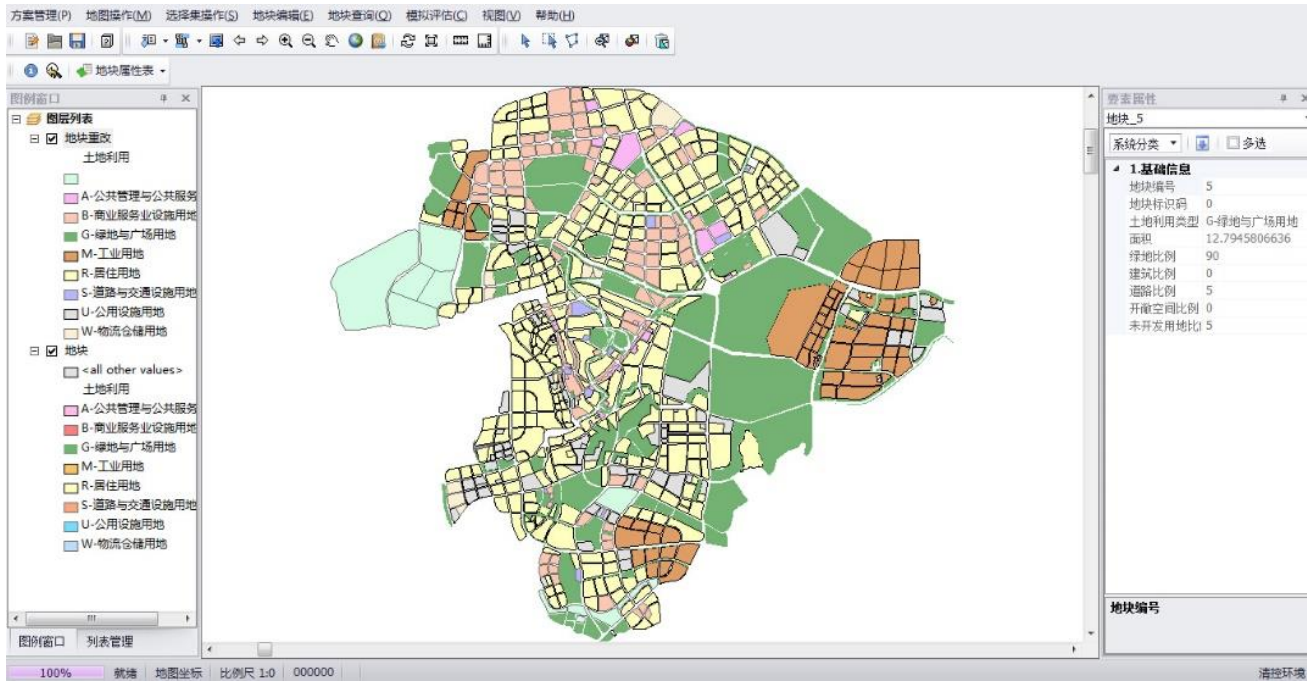 方案管理(P) 地图操作(M) 选择集操作(S) 地块编辑(E) 地块查询(Q) 模拟评估(C) 视图(V) 帮助(H)
地块属性表
图例窗口
图层列表
地块重改
土地利用
A-公共管理与公共服务
B-商业服务业设施用地
G-绿地与广场用地
M-工业用地
R-居住用地
S-道路与交通设施用地
U-公用设施用地
W-物流仓储用地
地块
<all other values>
土地利用
A-公共管理与公共服务
B-商业服务业设施用地
G-绿地与广场用地
M-工业用地
R-居住用地
S-道路与交通设施用地
U-公用设施用地
W-物流仓储用地
图例窗口 列表管理
要素属性
地块_5
系统分类 多选
1.基础信息
地块编号 5
地块标识码 0
土地利用类型 G-绿地与广场用地
面积 12.7945806636
绿地比例 90
建筑比例 0
道路比例 5
开敞空间比例 0
未开发用地比 5
地块编号
100% 就绪 地图坐标 比例尺 1:0 000000 清控环境